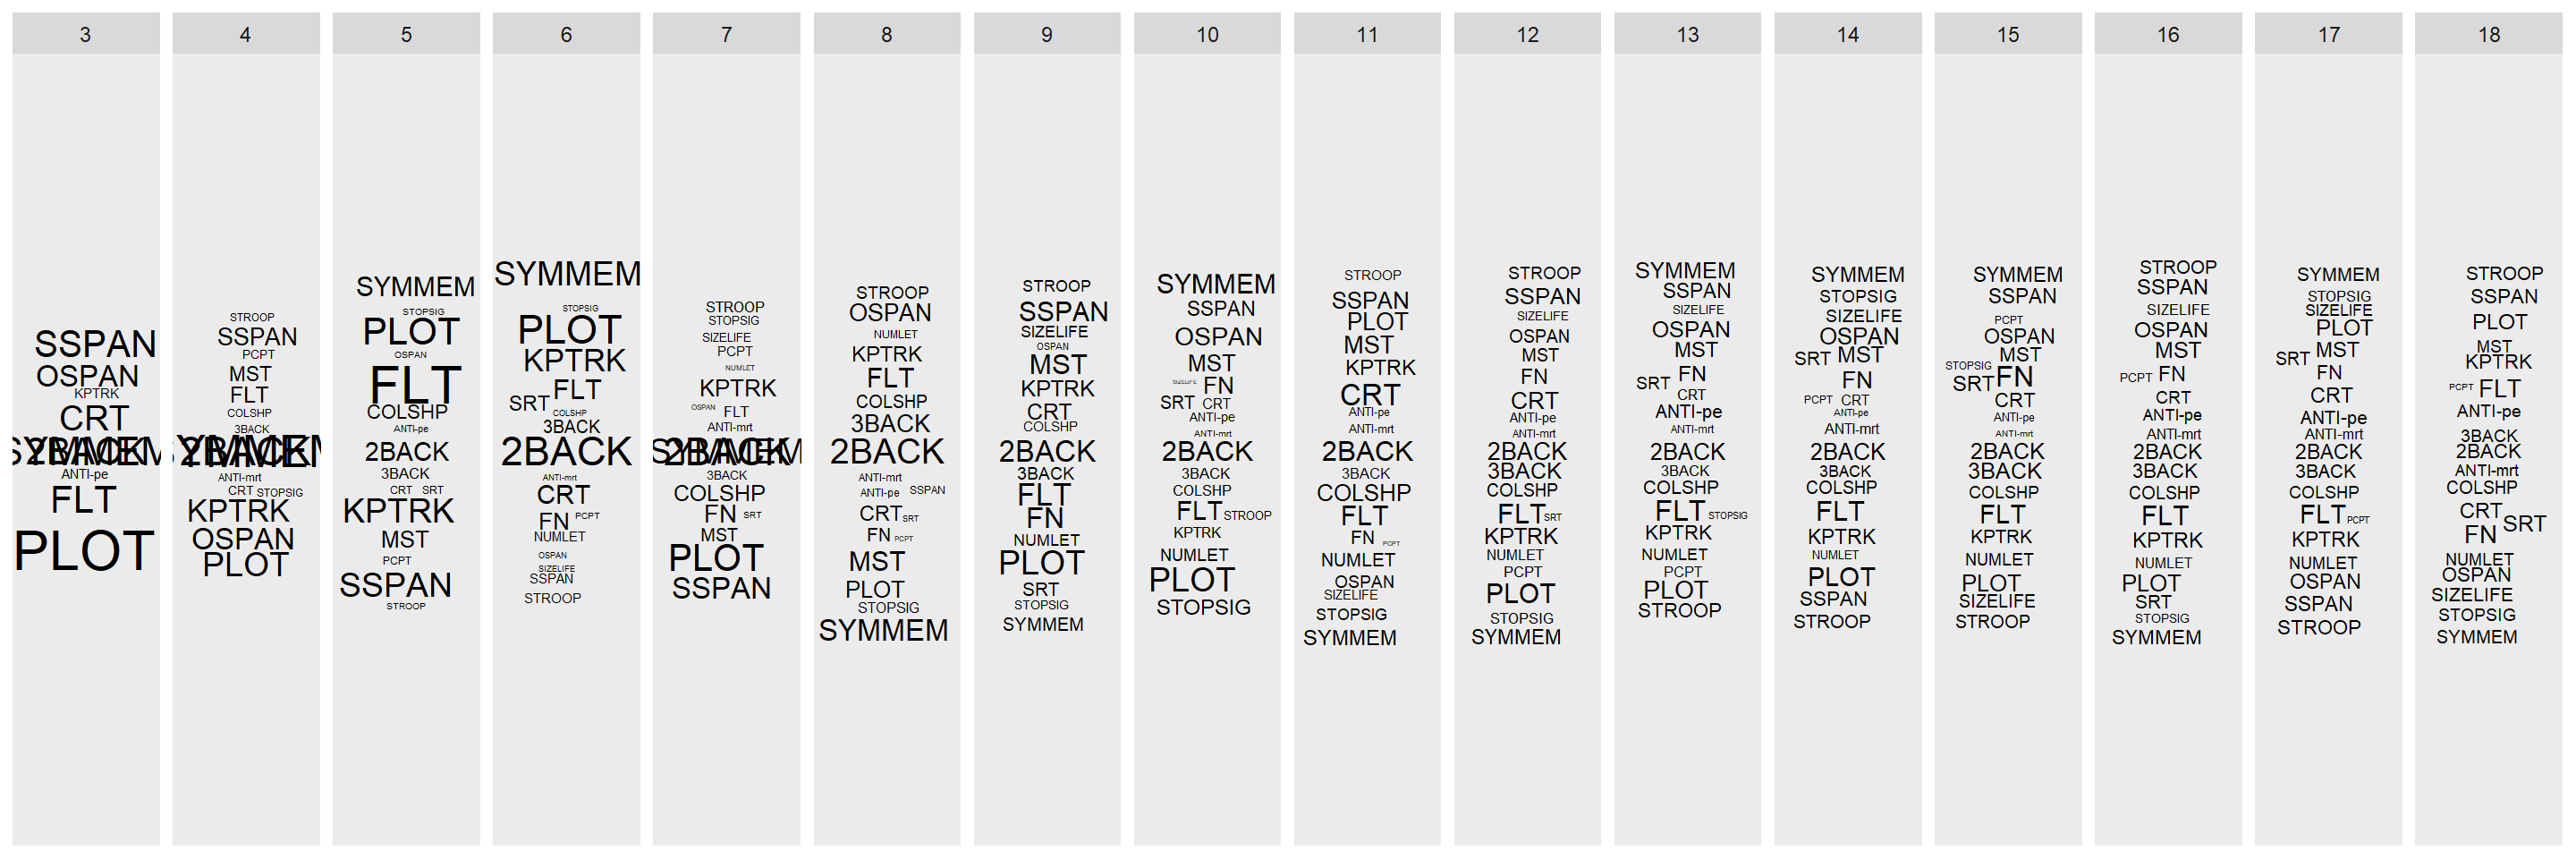 3
SSPAN
OSPAN
KPTRK
CRT
SYMMEM
2BACK
ANTI-pe
FLT
PLOT
4
STROOP
SSPAN
PCPT
MST
FLT
COLSHP
3BACK
SYMMEM
2BACK
ANTI-mrt
CRT STOPSIG
KPTRK
OSPAN
PLOT
5
SYMMEM
STOPSIG
PLOT
OSPAN
FLT
COLSHP
ANTI-pe
2BACK
3BACK
CRT SRT
KPTRK
MST
PCPT
SSPAN
STROOP
6
SYMMEM
STOPSIG
PLOT
KPTRK
FLT
SRT COLSHP
3BACK
2BACK
ANTI-mrt
CRT
FN PCPT
NUMLET
OSPAN
SIZELIFE
SSPAN
STROOP
7
STROOP
STOPSIG
SIZELIFE
PCPT
NUMLET
KPTRK
OSPAN FLT
ANTI-mrt
SYMMEM
2BACK
3BACK
COLSHP
FN SRT
MST
PLOT
SSPAN
8
STROOP
OSPAN
NUMLET
KPTRK
FLT
COLSHP
3BACK
2BACK
ANTI-mrt
ANTI-pe SSPAN
CRT SRT
FN PCPT
MST
PLOT
STOPSIG
SYMMEM
9
STROOP
SSPAN
SIZELIFE
OSPAN
MST
KPTRK
CRT
COLSHP
2BACK
3BACK
FLT
FN
NUMLET
PLOT
SRT
STOPSIG
SYMMEM
10
SYMMEM
SSPAN
OSPAN
MST
SIZELIFE FN
SRT CRT
ANTI-pe
ANTI-mrt
2BACK
3BACK
COLSHP
FLT STROOP
KPTRK
NUMLET
PLOT
STOPSIG
11
STROOP
SSPAN
PLOT
MST
KPTRK
CRT
ANTI-pe
ANTI-mrt
2BACK
3BACK
COLSHP
FLT
FN PCPT
NUMLET
OSPAN
SIZELIFE
STOPSIG
SYMMEM
12
STROOP
SSPAN
SIZELIFE
OSPAN
MST
FN
CRT
ANTI-pe
ANTI-mrt
2BACK
3BACK
COLSHP
FLT SRT
KPTRK
NUMLET
PCPT
PLOT
STOPSIG
SYMMEM
13
SYMMEM
SSPAN
SIZELIFE
OSPAN
MST
SRT FN
CRT
ANTI-pe
ANTI-mrt
2BACK
3BACK
COLSHP
FLT STOPSIG
KPTRK
NUMLET
PCPT
PLOT
STROOP
14
SYMMEM
STOPSIG
SIZELIFE
OSPAN
SRT MST
FN
PCPT CRT
ANTI-pe
ANTI-mrt
2BACK
3BACK
COLSHP
FLT
KPTRK
NUMLET
PLOT
SSPAN
STROOP
15
SYMMEM
SSPAN
PCPT
OSPAN
MST
STOPSIG
SRT FN
CRT
ANTI-pe
ANTI-mrt
2BACK
3BACK
COLSHP
FLT
KPTRK
NUMLET
PLOT
SIZELIFE
STROOP
16
STROOP
SSPAN
SIZELIFE
OSPAN
MST
PCPT FN
CRT
ANTI-pe
ANTI-mrt
2BACK
3BACK
COLSHP
FLT
KPTRK
NUMLET
PLOT
SRT
STOPSIG
SYMMEM
17
SYMMEM
STOPSIG
SIZELIFE
PLOT
SRT MST
FN
CRT
ANTI-pe
ANTI-mrt
2BACK
3BACK
COLSHP
FLT PCPT
KPTRK
NUMLET
OSPAN
SSPAN
STROOP
18
STROOP
SSPAN
PLOT
MST
KPTRK
PCPT FLT
ANTI-pe
3BACK
2BACK
ANTI-mrt
COLSHP
CRT
FN SRT
NUMLET
OSPAN
SIZELIFE
STOPSIG
SYMMEM